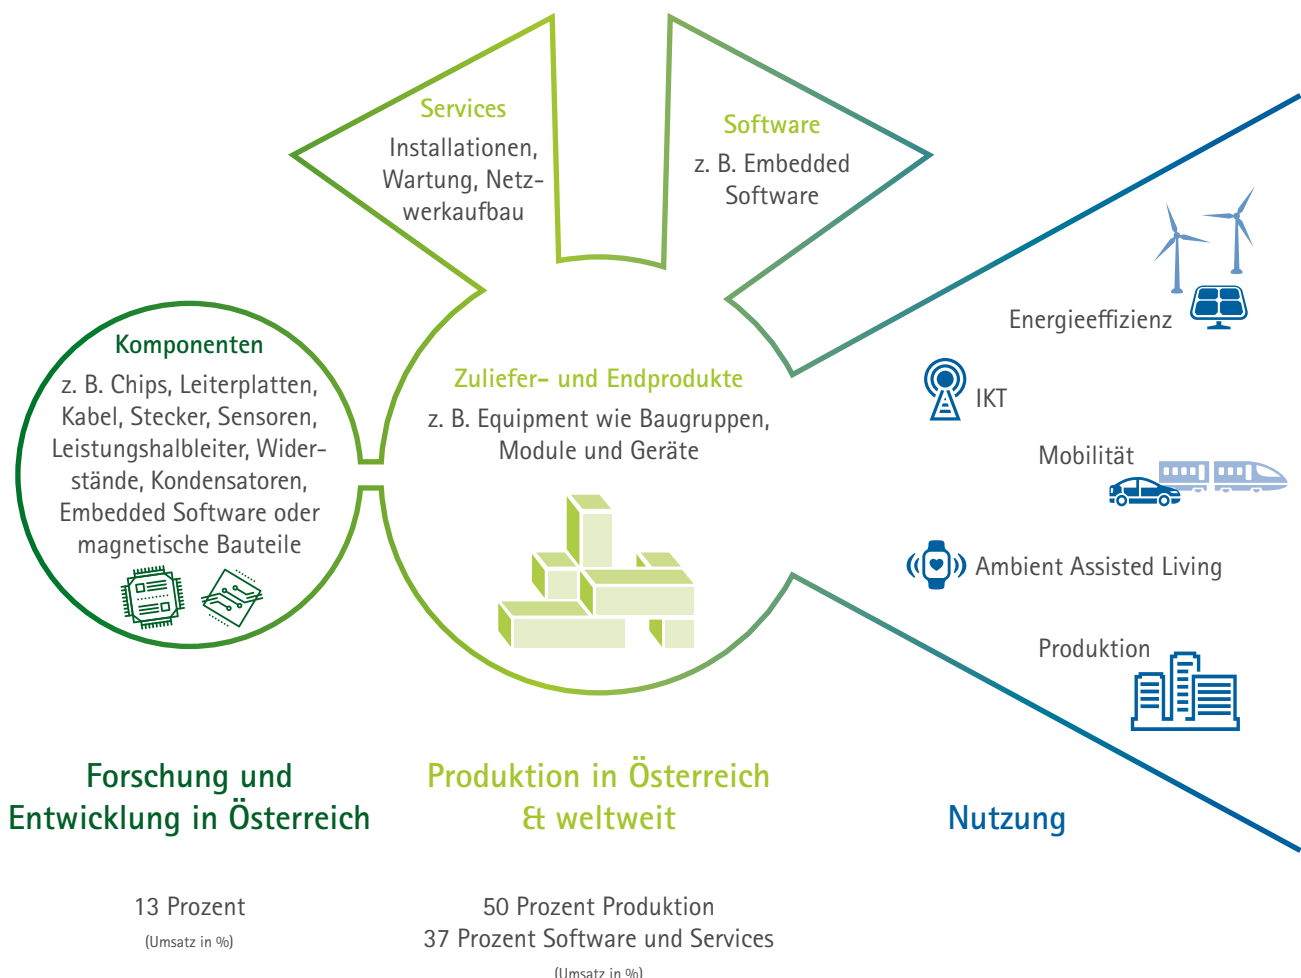 Services
Installationen,
Wartung, Netz-
werkaufbau
Software
z. B. Embedded
Software
Komponenten
z. B. Chips, Leiterplatten,
Kabel, Stecker, Sensoren,
Leistungshalbleiter, Wider-
stände, Kondensatoren,
Embedded Software oder
magnetische Bauteile
Zuliefer- und Endprodukte
z. B. Equipment wie Baugruppen,
Module und Geräte
Energieeffizienz
IKT
Mobilität
Ambient Assisted Living
Produktion
Forschung und
Entwicklung in Österreich
13 Prozent
(Umsatz in %)
Produktion in Österreich
& weltweit
50 Prozent Produktion
37 Prozent Software und Services
(Umsatz in %)
Nutzung